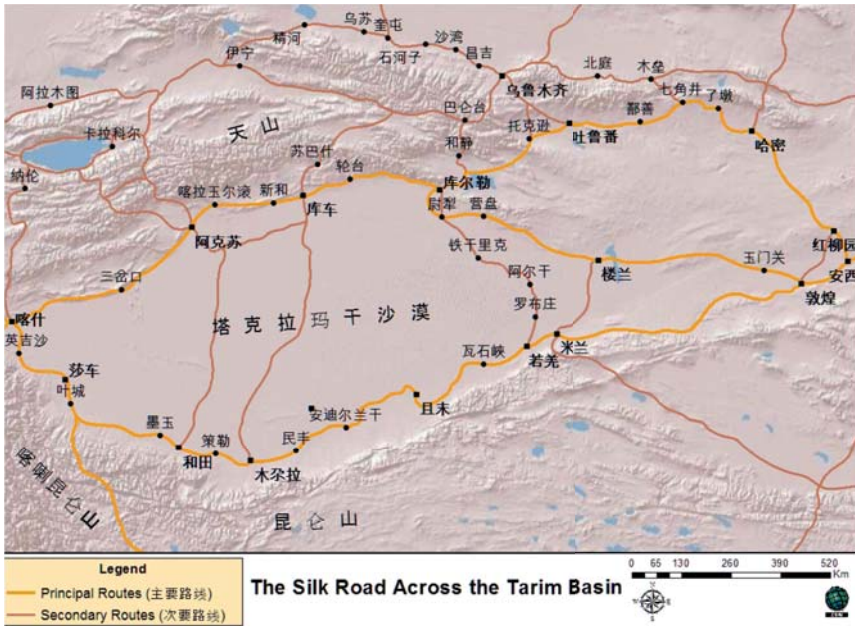 乌苏
奎屯
精河
沙湾
石河子
昌吉
伊宁
北庭
木垒
乌鲁木齐
阿拉木图
七角井
了墩
巴仑台
鄯善
托克逊
吐鲁番
哈密
天山
卡拉科尔
和静
苏巴什
纳伦
轮台
库尔勒
喀拉玉尔滚
新和
库车
尉犁
营盘
阿克苏
红柳园
铁干里克
楼兰
玉门关
安西
三岔口
阿尔干
敦煌
喀什
塔克拉玛干沙漠
罗布庄
英吉沙
米兰
若羌
瓦石峡
莎车
叶城
且末
安迪尔兰干
墨玉
策勒
民丰
和田
木尕拉
喀喇昆仑山
昆仑山
Legend
Principal Routes (主要路线)
Secondary Routes (次要路线)
The Silk Road Across the Tarim Basin
0 65 130 260 390 520
Km
N
W E
S